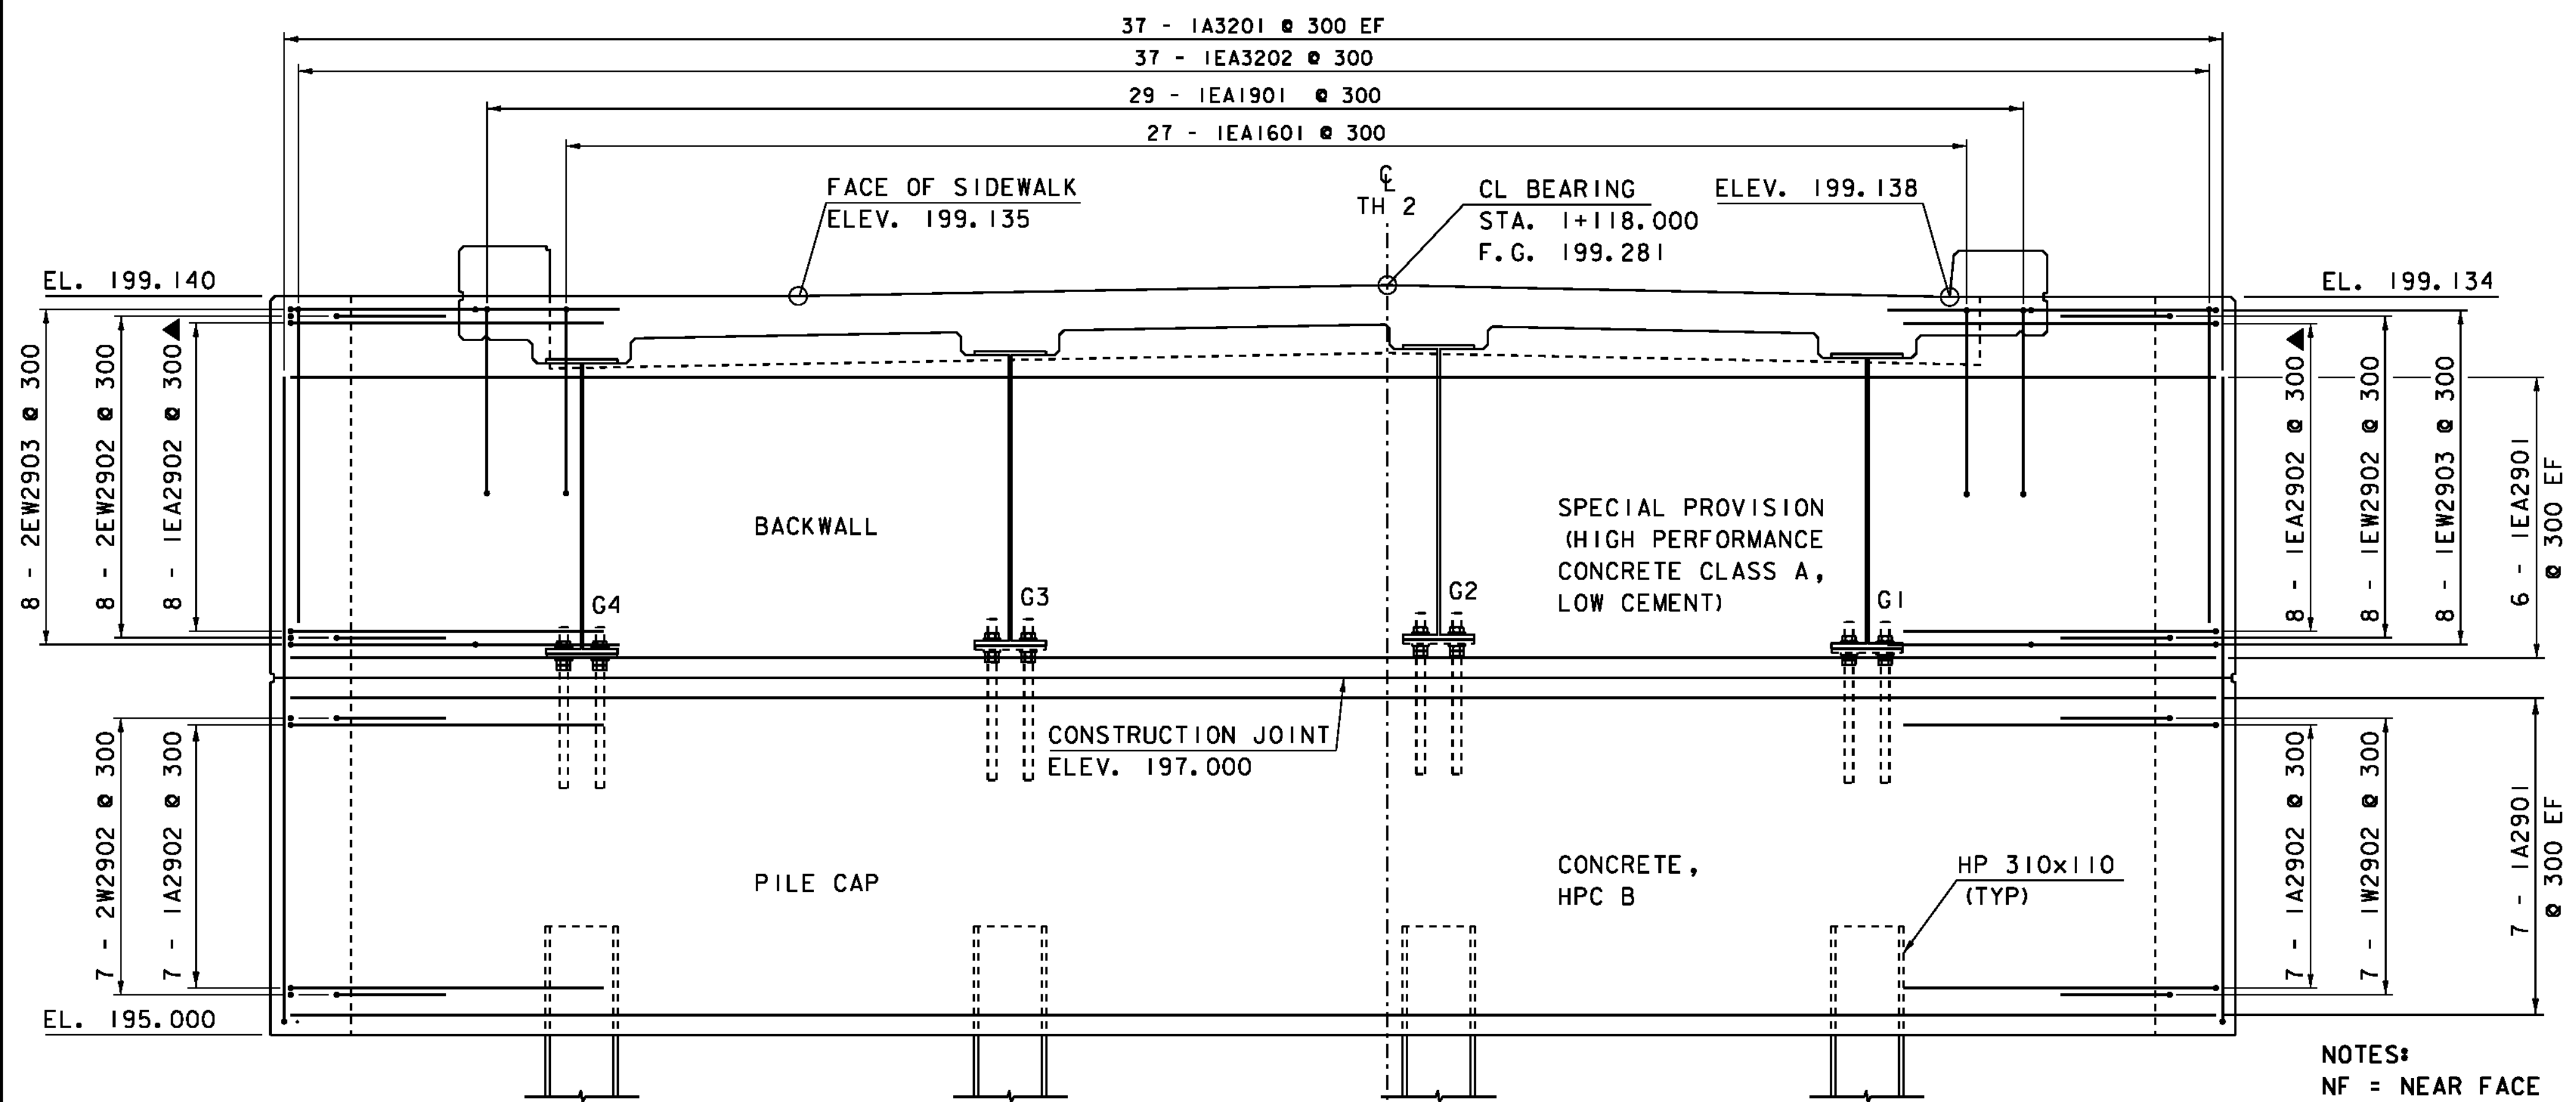 37 - 1A3201 @ 300 EF
37 - 1EA3202 @ 300
29 - 1EA1901 @ 300
27 - 1EA1601 @ 300
FACE OF SIDEWALK
ELEV. 199.135
℄
TH 2
CL BEARING
STA. 1+118.000
F.G. 199.281
ELEV. 199.138
EL. 199.140
EL. 199.134
8 - 2EW2903 @ 300
8 - 2EW2902 @ 300
8 - 1EA2902 @ 300
BACKWALL
SPECIAL PROVISION
(HIGH PERFORMANCE
CONCRETE CLASS A,
LOW CEMENT)
8 - 1EA2902 @ 300
8 - 1EW2902 @ 300
8 - 1EW2903 @ 300
6 - 1EA2901
@ 300 EF
G4
G3
G2
G1
CONSTRUCTION JOINT
ELEV. 197.000
7 - 2W2902 @ 300
7 - 1A2902 @ 300
PILE CAP
CONCRETE,
HPC B
HP 310x110
(TYP)
7 - 1A2902 @ 300
7 - 1W2902 @ 300
7 - 1A2901
@ 300 EF
EL. 195.000
NOTES:
NF = NEAR FACE